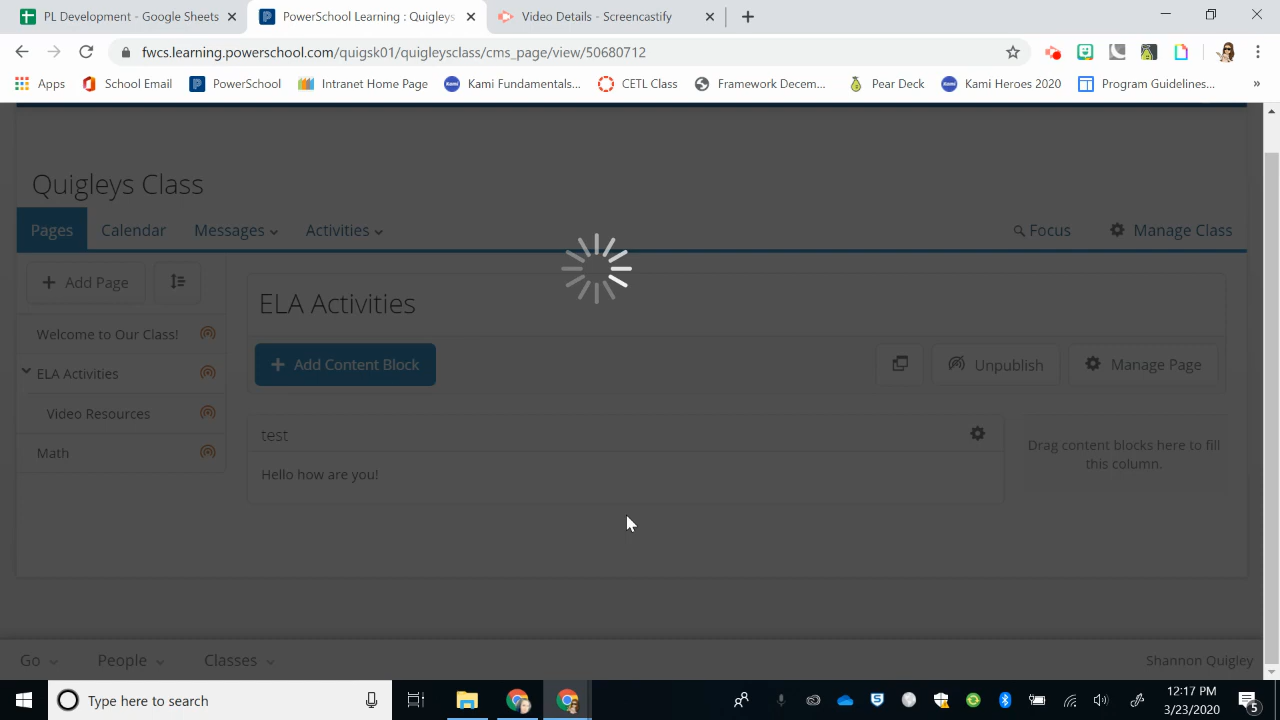 PL Development - Google Sheets
PowerSchool Learning : Quigleys
Video Details - Screencastify
fwcs.learning.powerschool.com/quigsk01/quigleysclass/cms_page/view/50680712
Apps
School Email
PowerSchool
Intranet Home Page
Kami Fundamentals...
CETL Class
Framework Decem...
Pear Deck
Kami Heroes 2020
Program Guidelines...
»
Quigleys Class
Pages
Calendar
Messages
Activities
Focus
Manage Class
Add Page
Welcome to Our Class!
ELA Activities
Video Resources
Math
ELA Activities
Add Content Block
Unpublish
Manage Page
test
Hello how are you!
Drag content blocks here to fill
this column.
Go
People
Classes
Shannon Quigley
Type here to search
12:17 PM
3/23/2020
5